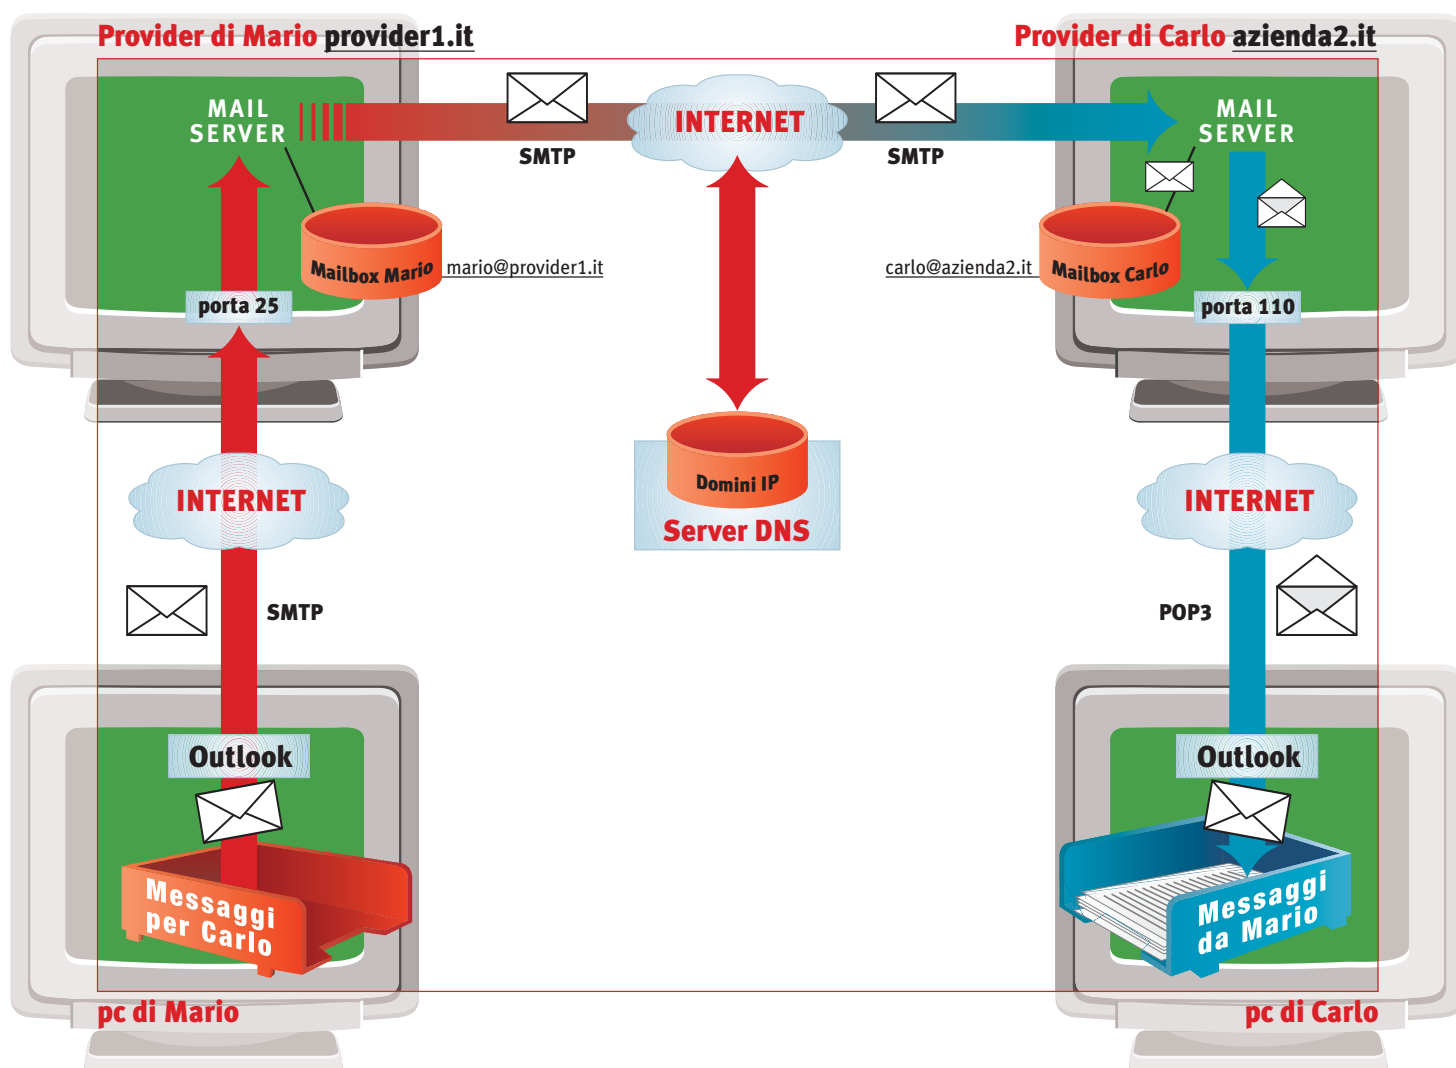 Provider di Mario provider1.it
Provider di Carlo azienda2.it
MAIL
SERVER
INTERNET
MAIL
SERVER
SMTP
SMTP
Mailbox Mario
mario@provider1.it
carlo@azienda2.it
Mailbox Carlo
porta 25
porta 110
INTERNET
Domini IP
Server DNS
INTERNET
SMTP
POP3
Outlook
Outlook
Messaggi
per Carlo
Messaggi
da Mario
pc di Mario
pc di Carlo